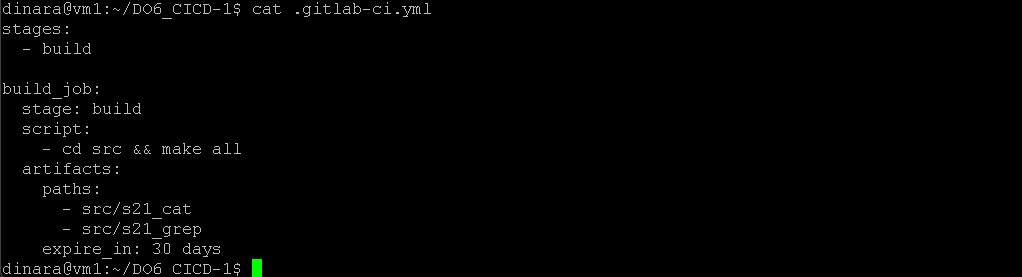 dinara@vm1:~/DO6_CICD-1$ cat .gitlab-ci.yml
stages:
  - build

build_job:
  stage: build
  script:
    - cd src && make all
  artifacts:
    paths:
      - src/s21_cat
      - src/s21_grep
    expire_in: 30 days
dinara@vm1:~/DO6_CICD-1$